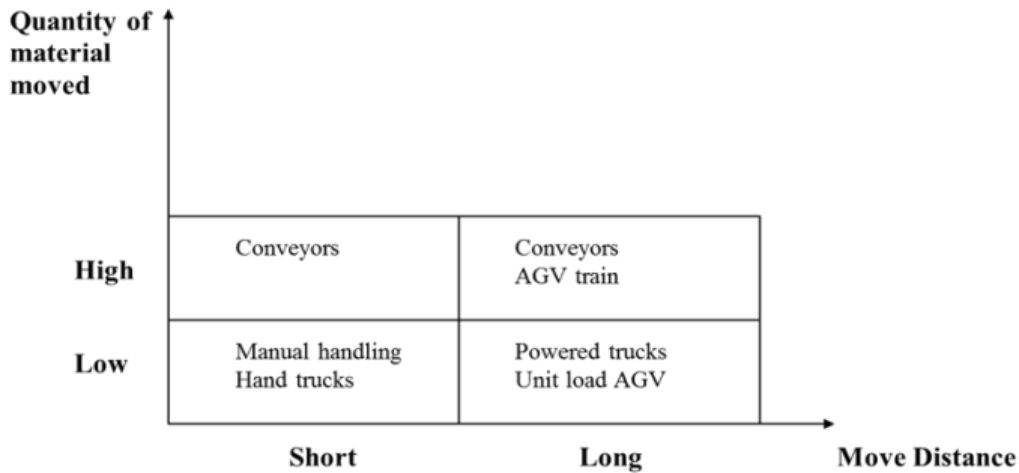 Quantity of
material
moved
High
Conveyors
Conveyors
AGV train
Low
Manual handling
Hand trucks
Powered trucks
Unit load AGV
Short
Long
Move Distance